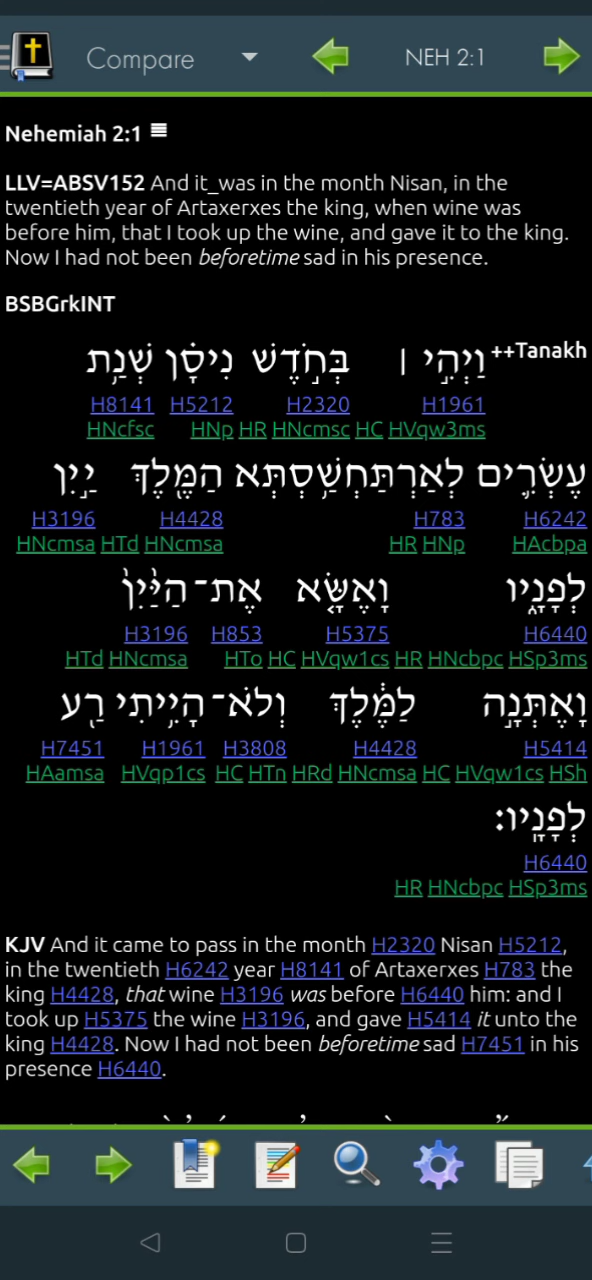 Compare NEH 2:1
Nehemiah 2:1
LLV=ABSV152 And it_was in the month Nisan, in the
twentieth year of Artaxerxes the king, when wine was
before him, that I took up the wine, and gave it to the king.
Now I had not been beforetime sad in his presence.
BSBGrkINT
++Tanakh וַיְהִ֣י ׀ בְּחֹ֣דֶשׁ נִיסָ֗ן שְׁנַ֥ת
H8141 H5212 H2320 H1961
HNcfsc HNp HR HNcmsc HC HVqw3ms
עֶשְׂרִ֛ים לְאַרְתַּחְשַׁ֥סְתְּא הַמֶּ֖לֶךְ יַ֣יִן
H3196 H4428 H783 H6242
HNcmsa HTd HNcmsa HR HNp HAcbpa
לְפָנָ֑יו וָאֶשָּׂ֤א אֶת־הַיַּ֙יִן֙
H3196 H853 H5375 H6440
HTd HNcmsa HTo HC HVqw1cs HR HNcbpc HSp3ms
וָאֶתְּנָ֣ה לַמֶּ֔לֶךְ וְלֹא־הָיִ֥יתִי רַ֖ע
H7451 H1961 H3808 H4428 H5414
HAamsa HVqp1cs HC HTn HRd HNcmsa HC HVqw1cs HSh
לְפָנָֽיו׃
H6440
HR HNcbpc HSp3ms
KJV And it came to pass in the month H2320 Nisan H5212,
in the twentieth H6242 year H8141 of Artaxerxes H783 the
king H4428, that wine H3196 was before H6440 him: and I
took up H5375 the wine H3196, and gave H5414 it unto the
king H4428. Now I had not been beforetime sad H7451 in his
presence H6440.